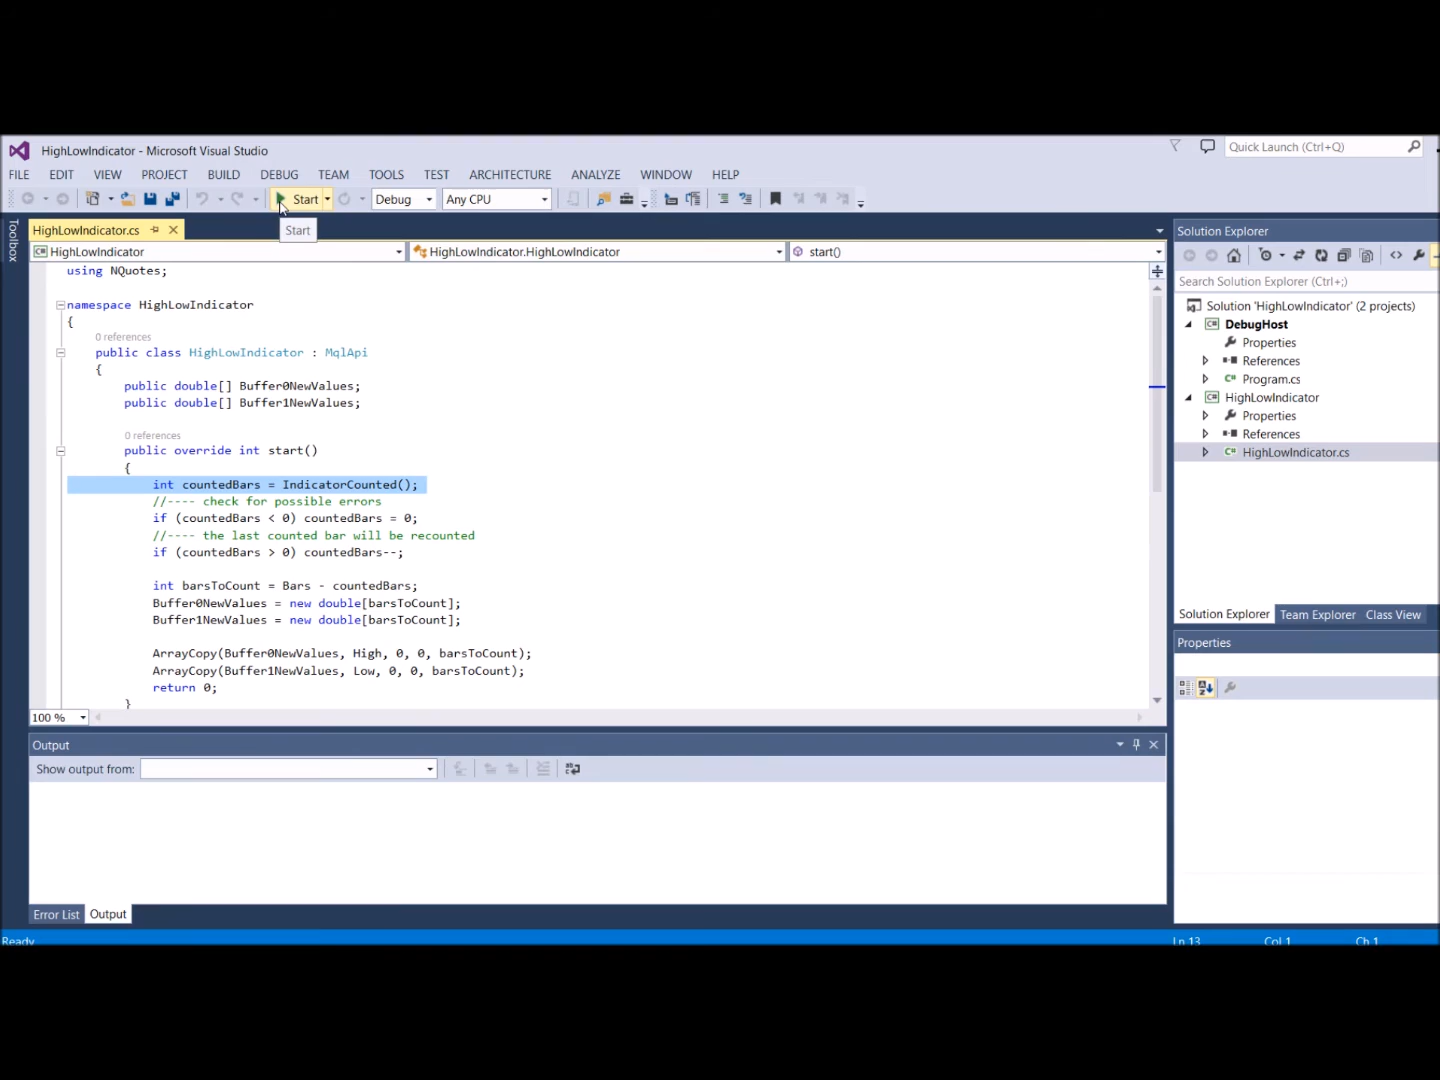 HighLowIndicator - Microsoft Visual Studio
Quick Launch (Ctrl+Q)
FILE EDIT VIEW PROJECT BUILD DEBUG TEAM TOOLS TEST ARCHITECTURE ANALYZE WINDOW HELP
Start Debug Any CPU
Toolbox
HighLowIndicator.cs
Start
HighLowIndicator HighLowIndicator.HighLowIndicator start()
using NQuotes;
namespace HighLowIndicator
{
0 references
public class HighLowIndicator : MqlApi
{
public double[] Buffer0NewValues;
public double[] Buffer1NewValues;
0 references
public override int start()
{
int countedBars = IndicatorCounted();
//---- check for possible errors
if (countedBars < 0) countedBars = 0;
//---- the last counted bar will be recounted
if (countedBars > 0) countedBars--;
int barsToCount = Bars - countedBars;
Buffer0NewValues = new double[barsToCount];
Buffer1NewValues = new double[barsToCount];
ArrayCopy(Buffer0NewValues, High, 0, 0, barsToCount);
ArrayCopy(Buffer1NewValues, Low, 0, 0, barsToCount);
return 0;
}
100 %
Output
Show output from:
Error List Output
Solution Explorer
Search Solution Explorer (Ctrl+;)
Solution 'HighLowIndicator' (2 projects)
DebugHost
Properties
References
C# Program.cs
HighLowIndicator
Properties
References
C# HighLowIndicator.cs
Solution Explorer Team Explorer Class View
Properties
Ready Ln 13 Col 1 Ch 1